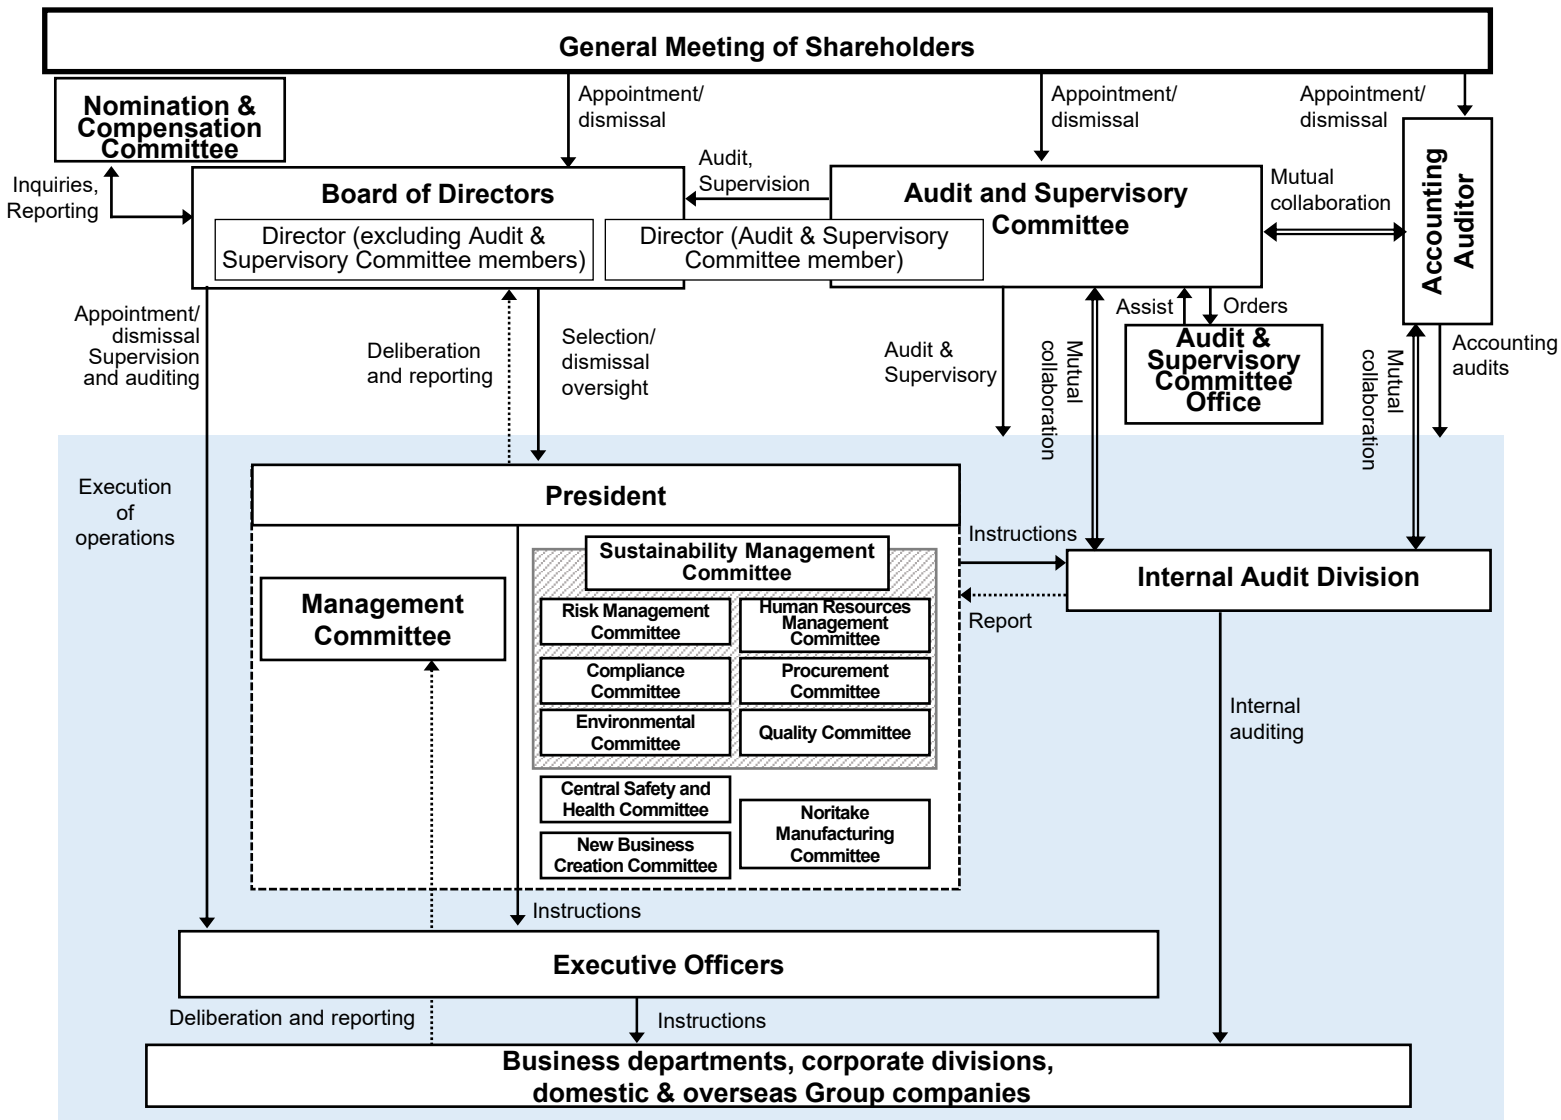 General Meeting of Shareholders
Nomination &
Compensation
Committee
Appointment/
dismissal
Appointment/
dismissal
Appointment/
dismissal
Inquiries,
Reporting
Board of Directors
Director (excluding Audit &
Supervisory Committee members)
Audit,
Supervision
Audit and Supervisory
Committee
Director (Audit & Supervisory
Committee member)
Mutual
collaboration
Accounting
Auditor
Appointment/
dismissal
Supervision
and auditing
Deliberation
and reporting
Selection/
dismissal
oversight
Audit &
Supervisory
Mutual
collaboration
Assist
Orders
Audit &
Supervisory
Committee
Office
Mutual
collaboration
Accounting
audits
Execution
of
operations
President
Management
Committee
Sustainability Management
Committee
Risk Management
Committee
Human Resources
Management
Committee
Compliance
Committee
Procurement
Committee
Environmental
Committee
Quality Committee
Central Safety and
Health Committee
New Business
Creation Committee
Noritake
Manufacturing
Committee
Instructions
Report
Internal Audit Division
Internal
auditing
Instructions
Executive Officers
Deliberation and reporting
Instructions
Business departments, corporate divisions,
domestic & overseas Group companies